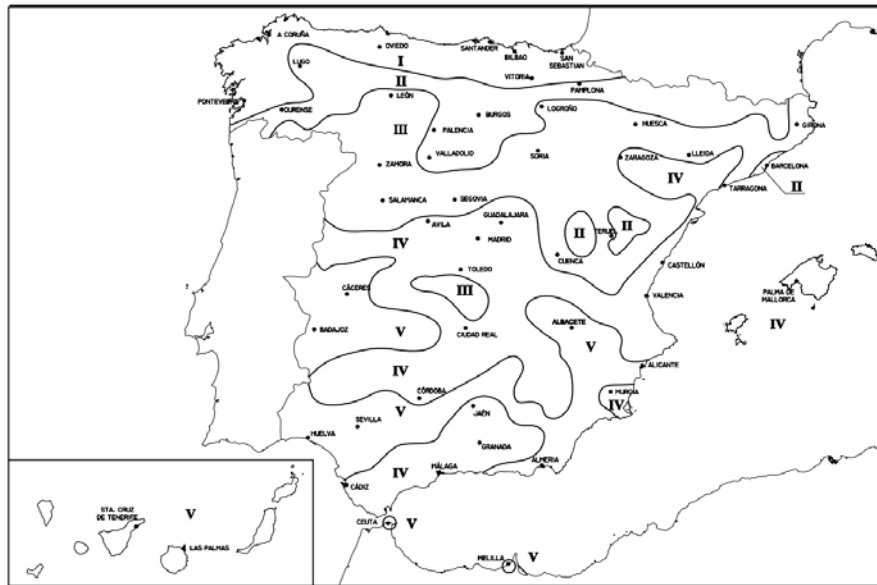 A CORUÑA
OVIEDO
SANTANDER
BILBAO
SAN
SEBASTIAN
LUGO
I
VITORIA
II
PAMPLONA
PONTEVEDRA
OURENSE
LEÓN
BURGOS
LOGROÑO
HUESCA
GIRONA
III
PALENCIA
VALLADOLID
SORIA
ZARAGOZA
LLEIDA
BARCELONA
ZAMORA
IV
TARRAGONA
II
SALAMANCA
SEGOVIA
AVILA
GUADALAJARA
II
TERUEL
II
IV
MADRID
CUENCA
CASTELLÓN
TOLEDO
CÁCERES
III
VALENCIA
PALMA DE
MALLORCA
IV
BADAJOZ
V
CIUDAD REAL
ALBACETE
V
ALICANTE
IV
CÓRDOBA
MURCIA
IV
V
JAÉN
SEVILLA
HUELVA
GRANADA
IV
MÁLAGA
ALMERIA
CÁDIZ
CEUTA
V
MELILLA
V
STA. CRUZ
DE TENERIFE
V
LAS PALMAS